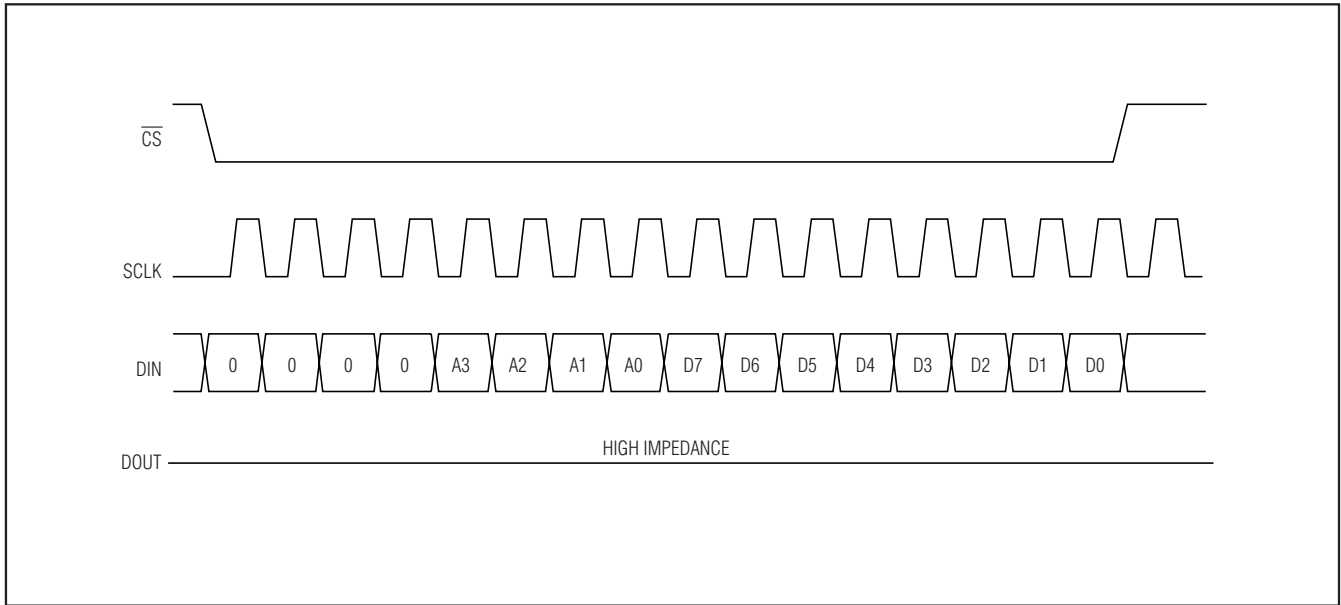 CS
SCLK
DIN 0 0 0 0 A3 A2 A1 A0 D7 D6 D5 D4 D3 D2 D1 D0
HIGH IMPEDANCE
DOUT